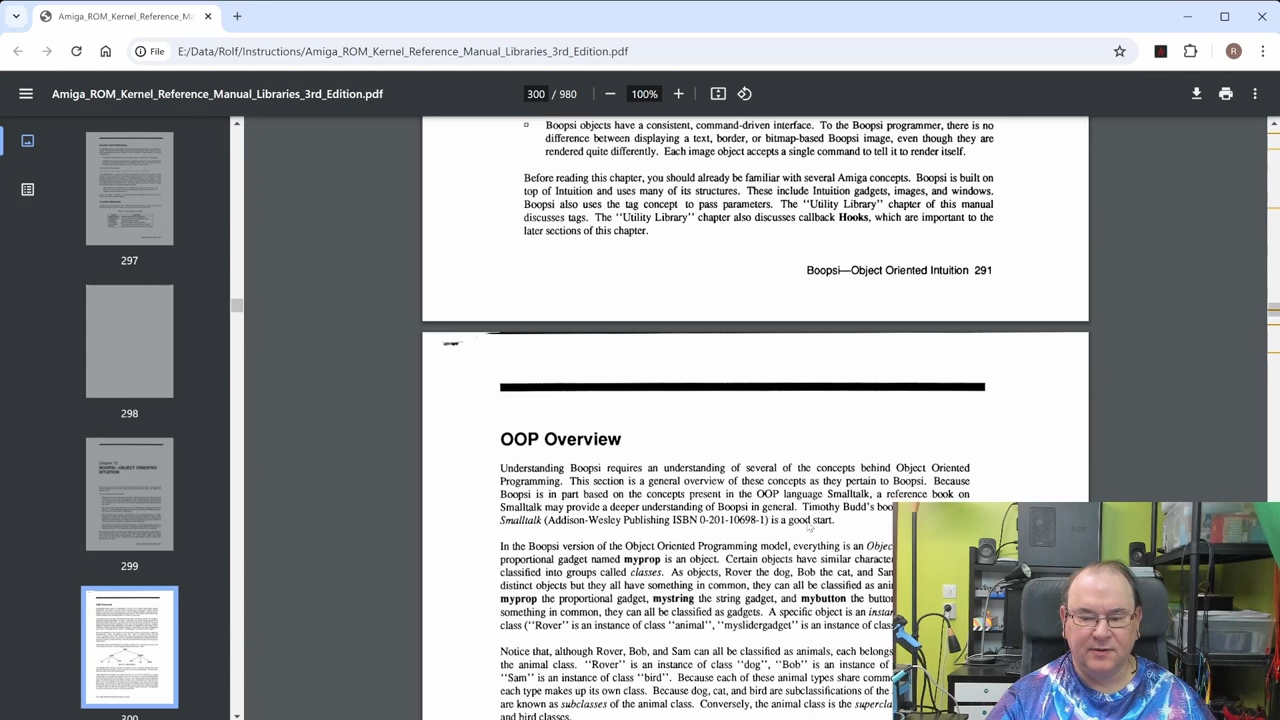 Amiga_ROM_Kernel_Reference_Ma
File
E:/Data/Rolf/Instructions/Amiga_ROM_Kernel_Reference_Manual_Libraries_3rd_Edition.pdf
R
Amiga_ROM_Kernel_Reference_Manual_Libraries_3rd_Edition.pdf
300 / 980
100%
297
298
299
300
Boopsi objects have a consistent, command-driven interface. To the Boopsi programmer, there is no
difference between displaying a text, border, or bitmap-based Boopsi image, even though they are
rendered quite differently. Each image object accepts a single command to tell it to render itself.
Before reading this chapter, you should already be familiar with several Amiga concepts. Boopsi is built on
top of Intuition and uses many of its structures. These include Intuition gadgets, images, and windows.
Boopsi also uses the tag concept to pass parameters. The ‘‘Utility Library’’ chapter of this manual
discusses tags. The ‘‘Utility Library’’ chapter also discusses callback Hooks, which are important to the
later sections of this chapter.
Boopsi—Object Oriented Intuition 291
OOP Overview
Understanding Boopsi requires an understanding of several of the concepts behind Object Oriented
Programming. This section is a general overview of these concepts as they pertain to Boopsi. Because
Boopsi is in part based on the concepts present in the OOP language Smalltalk, a reference book on
Smalltalk may provide a deeper understanding of Boopsi in general. Timothy Budd's boo
Smalltalk (Addison-Wesley Publishing ISBN 0-201-10698-1) is a good start.
In the Boopsi version of the Object Oriented Programming model, everything is an Objec
proportional gadget named myprop is an object. Certain objects have similar character
classified into groups called classes. As objects, Rover the dog, Bob the cat, and Sam
distinct objects but they all have something in common, they can all be classified as anim
myprop the proportional gadget, mystring the string gadget, and mybutton the button
something in common, they can all be classified as gadgets. A specific object is an instan
class (‘‘Rover’’ is an instance of class ‘‘animal’’, ‘‘myslidergadget’’ is an instance of class
Notice that, although Rover, Bob, and Sam can all be classified as animals, each belongs
the animal class. ‘‘Rover’’ is an instance of class ‘‘dog’’, ‘‘Bob’’ is an instance of
‘‘Sam’’ is an instance of class ‘‘bird’’. Because each of these animal types share commo
each type makes up its own class. Because dog, cat, and bird are subclassifications of the
are known as subclasses of the animal class. Conversely, the animal class is the supercla
and bird classes.